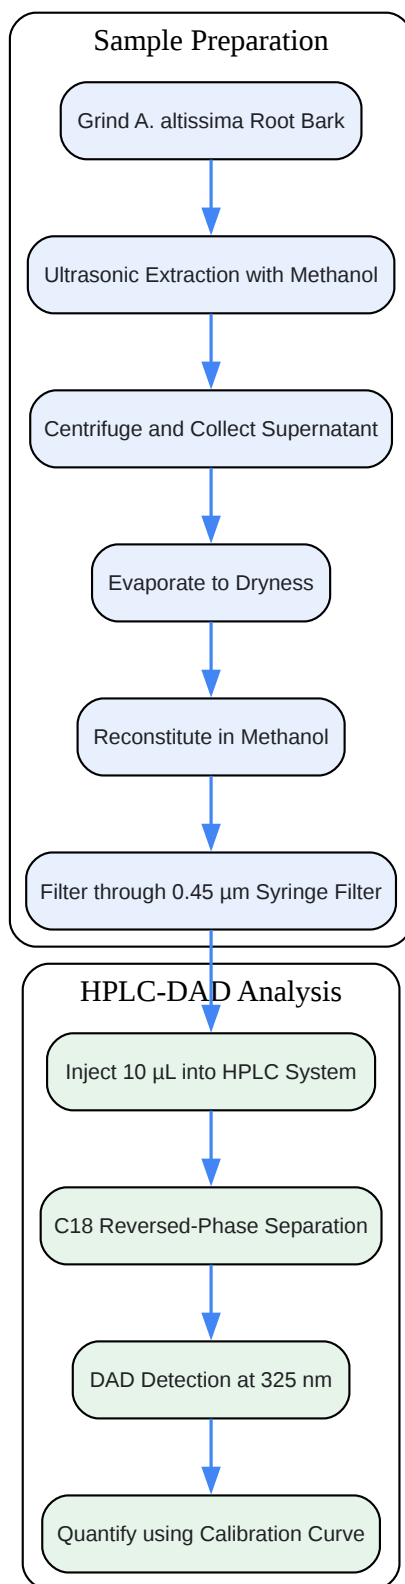 Sample Preparation
Grind A. altissima Root Bark
Ultrasonic Extraction with Methanol
Centrifuge and Collect Supernatant
Evaporate to Dryness
Reconstitute in Methanol
Filter through 0.45 µm Syringe Filter
HPLC-DAD Analysis
Inject 10 µL into HPLC System
C18 Reversed-Phase Separation
DAD Detection at 325 nm
Quantify using Calibration Curve